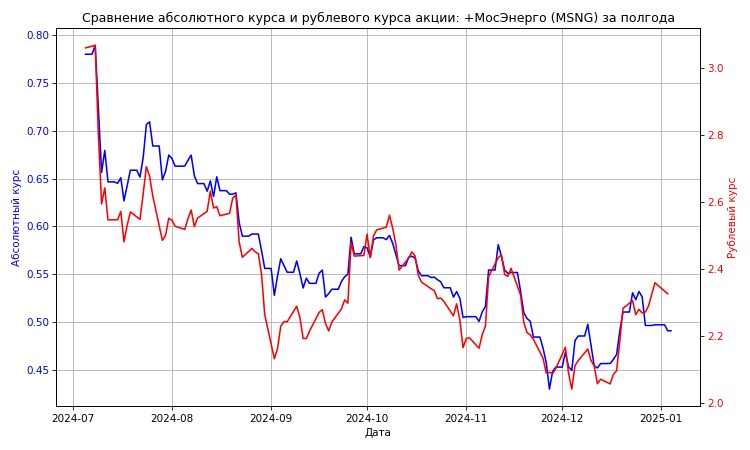 Сравнение абсолютного курса и рублевого курса акции: +МосЭнерго (MSNG) за полгода
Абсолютный курс
0.80
0.75
0.70
0.65
0.60
0.55
0.50
0.45
3.0
2.8
2.6
2.4
2.2
2.0
Рублевый курс
2024-07 2024-08 2024-09 2024-10 2024-11 2024-12 2025-01
Дата